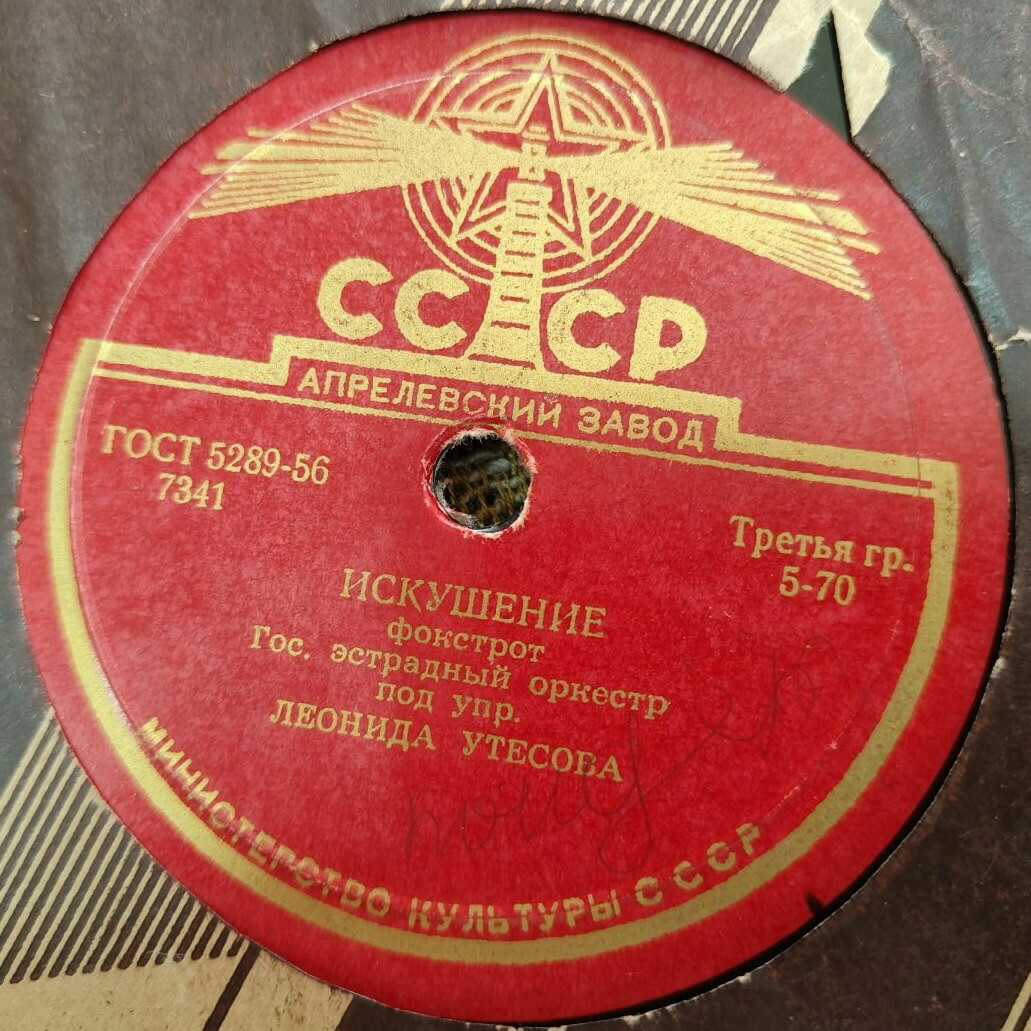 СССР
АПРЕЛЕВСКИЙ ЗАВОД
ГОСТ 5289-56
7341
Третья гр.
5-70
ИСКУШЕНИЕ
фокстрот
Гос. эстрадный оркестр
под упр.
ЛЕОНИДА УТЕСОВА
МИНИСТЕРСТВО КУЛЬТУРЫ СССР